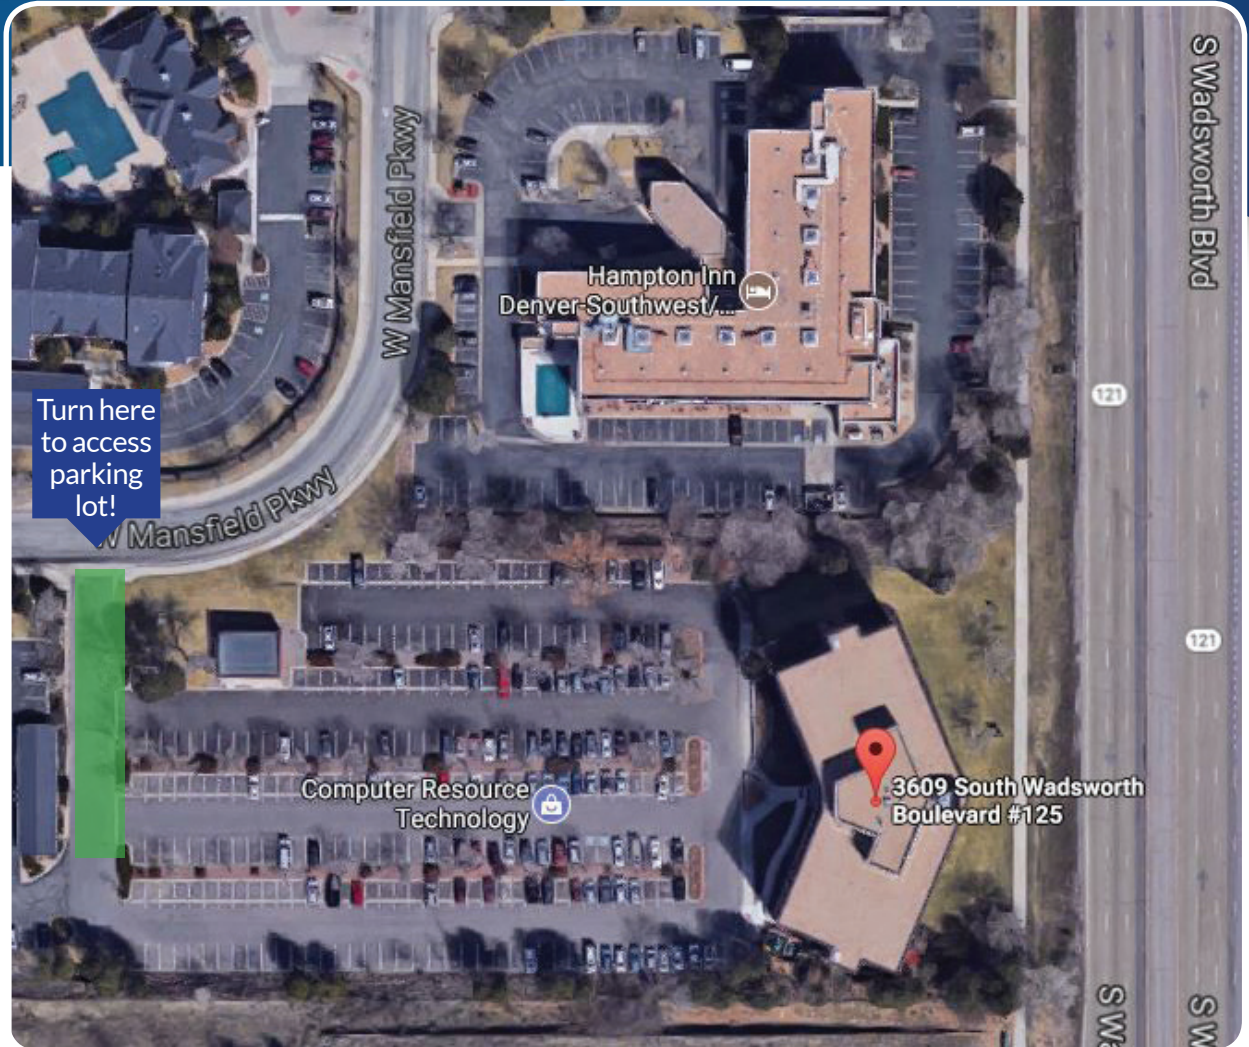 S Wadsworth Blvd
W Mansfield Pkwy
Hampton Inn
Denver-Southwest/...
121
Turn here
to access
parking
lot!
W Mansfield Pkwy
121
3609 South Wadsworth
Boulevard #125
Computer Resource
Technology
S Wa
S W